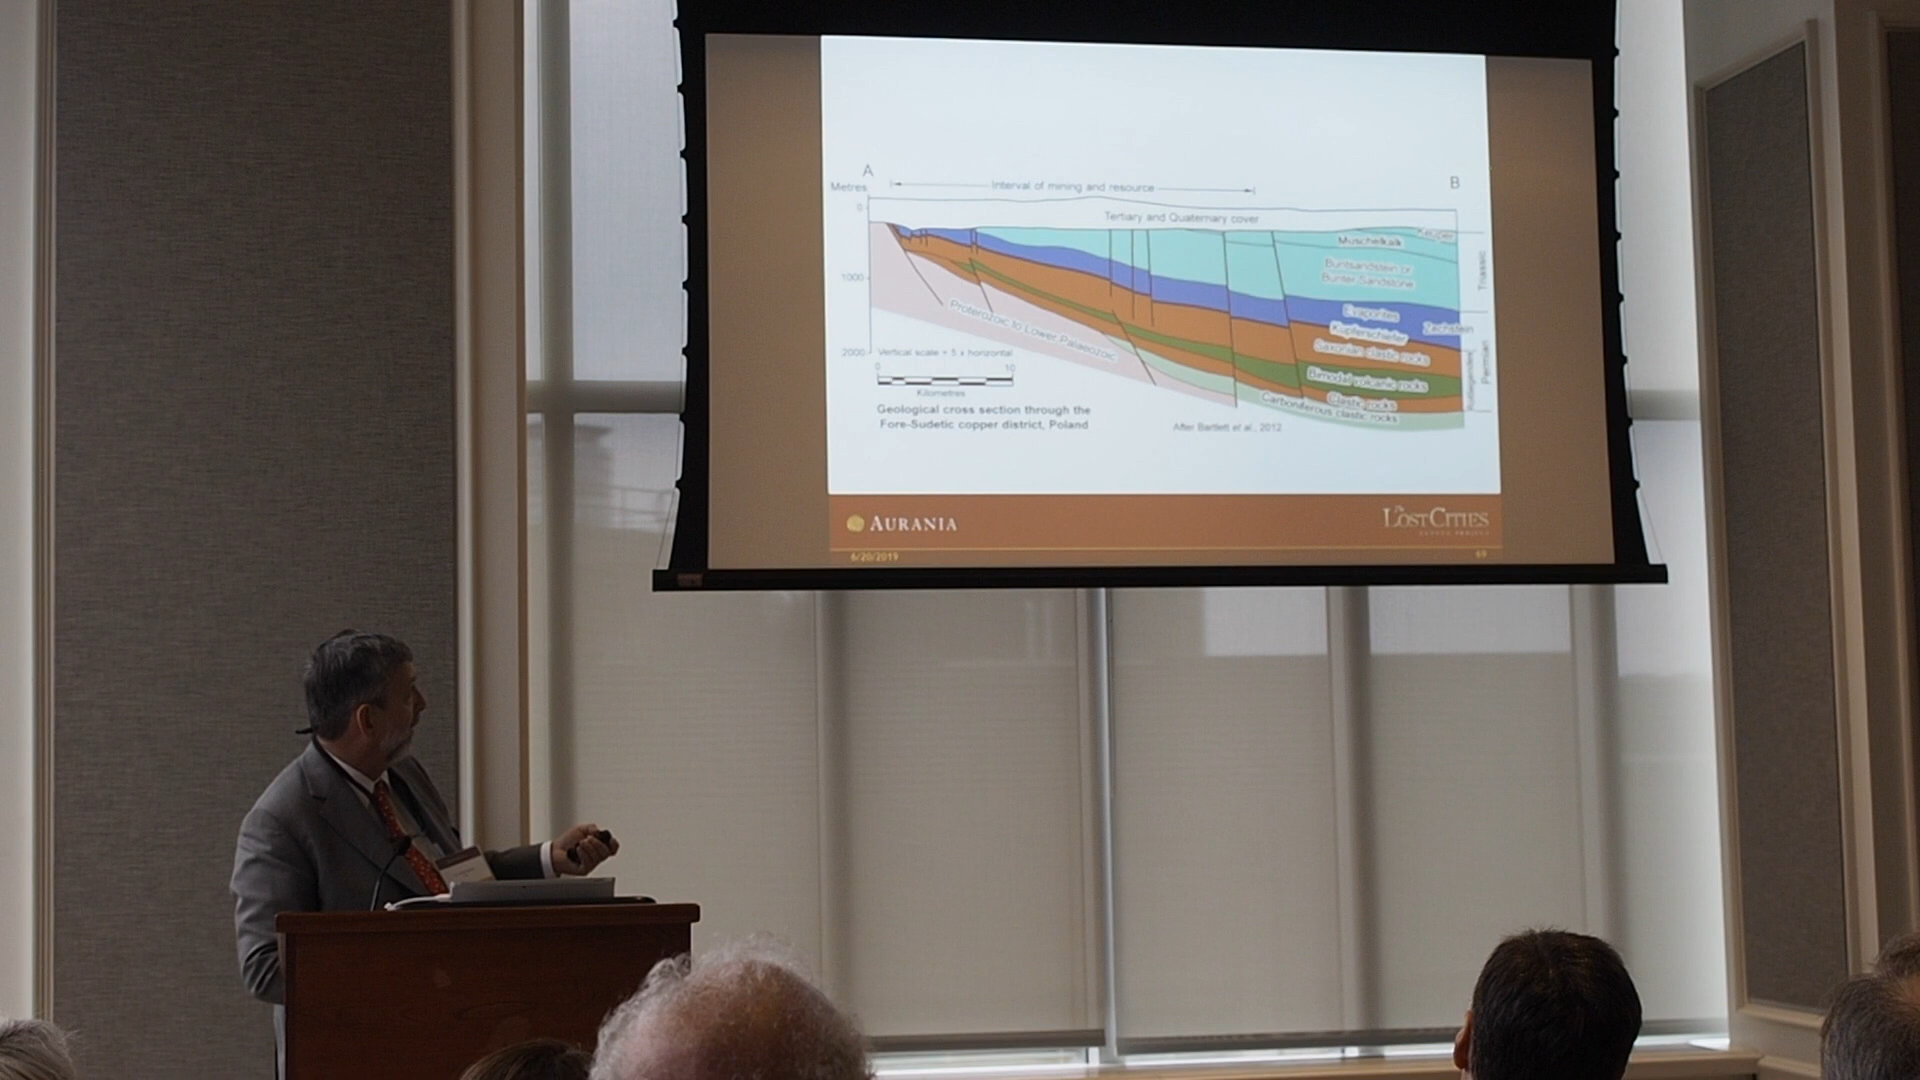 A
B
Metres
Interval of mining and resource
0
Tertiary and Quaternary cover
Keuper
Muschelkalk
Triassic
Buntsandstein or
Bunter Sandstone
1000
Evaporites
Zechstein
Kupferschiefer
Saxonian clastic rocks
Permian
Proterozoic to Lower Palaeozoic
2000
Vertical scale = 5 x horizontal
0 10
Kilometres
Bimodal volcanic rocks
Clastic rocks
Carboniferous clastic rocks
Geological cross section through the
Fore-Sudetic copper district, Poland
After Bartlett et al., 2012
AURANIA
The
LOST CITIES
6/20/2019
69